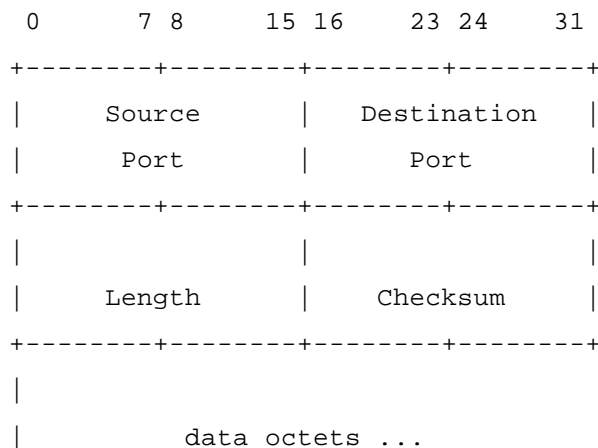 0      7 8     15 16    23 24    31
+--------+--------+--------+--------+
|     Source      |   Destination   |
|      Port       |      Port       |
+--------+--------+--------+--------+
|                 |                 |
|     Length      |    Checksum     |
+--------+--------+--------+--------+
|
|          data octets ...